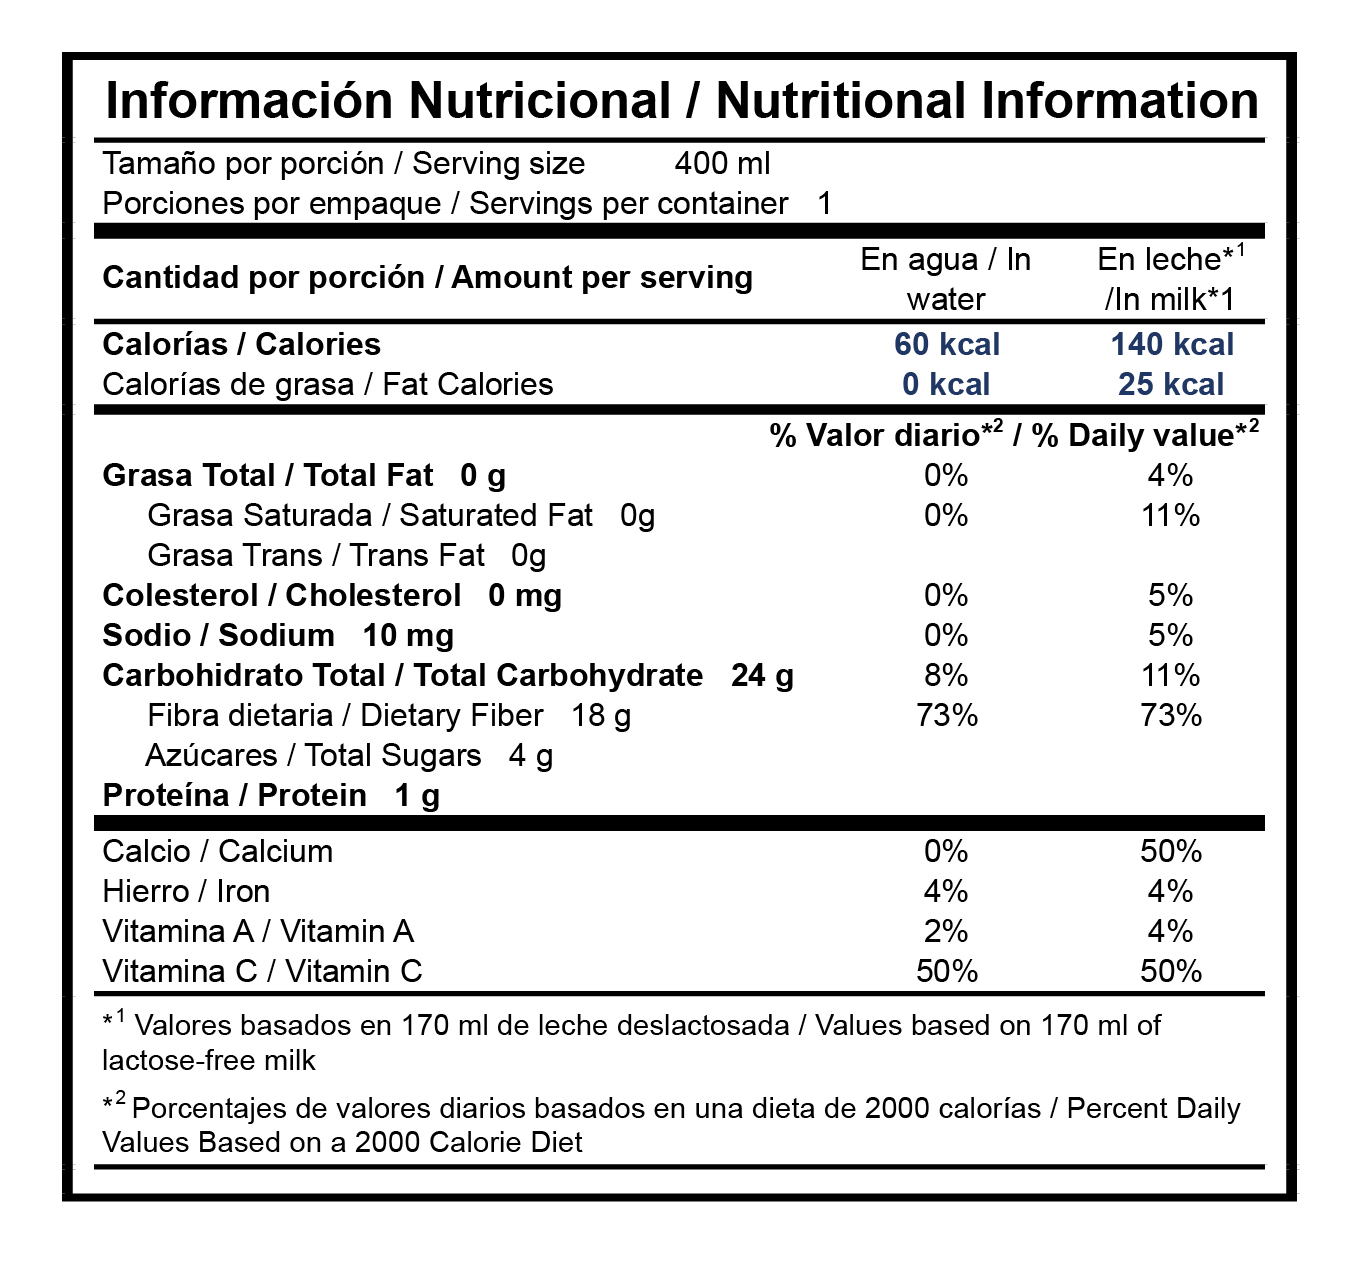 Información Nutricional / Nutritional Information
Tamaño por porción / Serving size 400 ml
Porciones por empaque / Servings per container 1
Cantidad por porción / Amount per serving En agua / In water En leche*¹ /In milk*1
Calorías / Calories 60 kcal 140 kcal
Calorías de grasa / Fat Calories 0 kcal 25 kcal
% Valor diario*² / % Daily value*²
Grasa Total / Total Fat 0 g 0% 4%
Grasa Saturada / Saturated Fat 0g 0% 11%
Grasa Trans / Trans Fat 0g
Colesterol / Cholesterol 0 mg 0% 5%
Sodio / Sodium 10 mg 0% 5%
Carbohidrato Total / Total Carbohydrate 24 g 8% 11%
Fibra dietaria / Dietary Fiber 18 g 73% 73%
Azúcares / Total Sugars 4 g
Proteína / Protein 1 g
Calcio / Calcium 0% 50%
Hierro / Iron 4% 4%
Vitamina A / Vitamin A 2% 4%
Vitamina C / Vitamin C 50% 50%
*¹ Valores basados en 170 ml de leche deslactosada / Values based on 170 ml of
lactose-free milk
*² Porcentajes de valores diarios basados en una dieta de 2000 calorías / Percent Daily
Values Based on a 2000 Calorie Diet